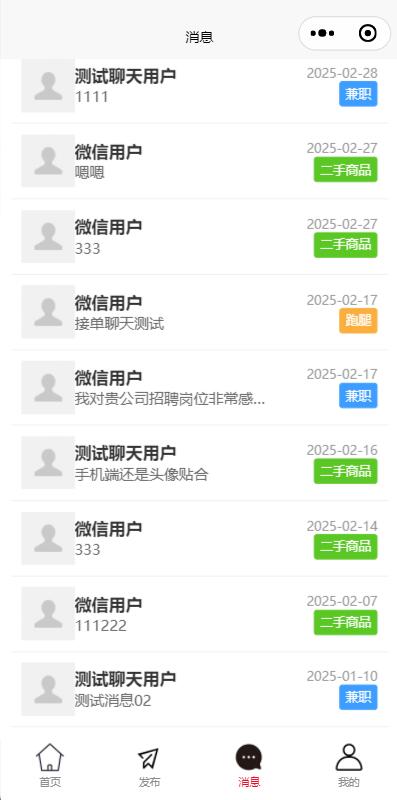 消息
测试聊天用户 2025-02-28
1111 兼职
微信用户 2025-02-27
嗯嗯 二手商品
微信用户 2025-02-27
333 二手商品
微信用户 2025-02-17
接单聊天测试 跑腿
微信用户 2025-02-17
我对贵公司招聘岗位非常感... 兼职
测试聊天用户 2025-02-16
手机端还是头像贴合 二手商品
微信用户 2025-02-14
333 二手商品
微信用户 2025-02-07
111222 二手商品
测试聊天用户 2025-01-10
测试消息02 兼职
首页 发布 消息 我的